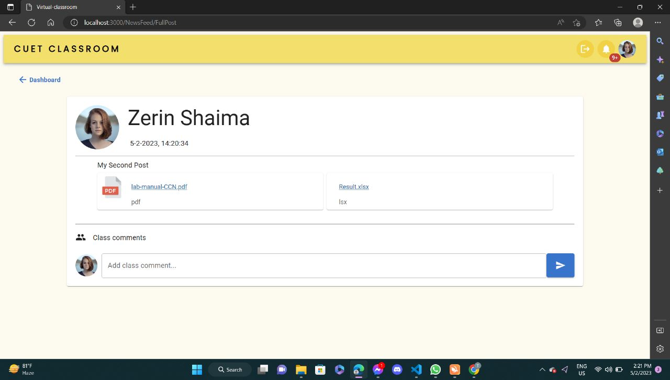 Virtual-classroom
localhost:3000/NewsFeed/FullPost
CUET CLASSROOM
9+
Dashboard
Zerin Shaima
5-2-2023, 14:20:34
My Second Post
PDF
lab-manual-CCN.pdf
pdf
Result.xlsx
lsx
Class comments
Add class comment...
81°F
Haze
Search
ENG
US
2:21 PM
5/2/2023